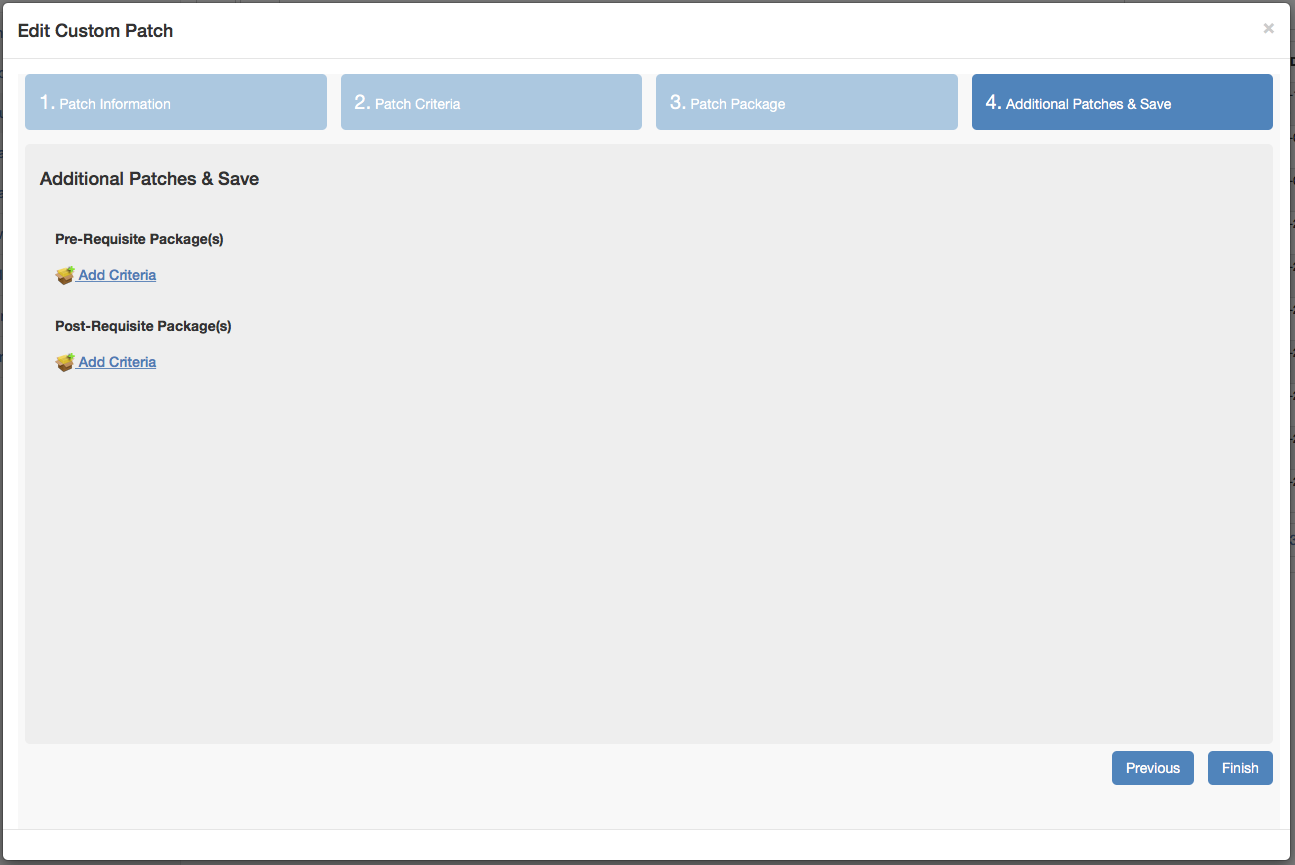 Edit Custom Patch
×
1. Patch Information
2. Patch Criteria
3. Patch Package
4. Additional Patches & Save
Additional Patches & Save
Pre-Requisite Package(s)
Add Criteria
Post-Requisite Package(s)
Add Criteria
Previous
Finish